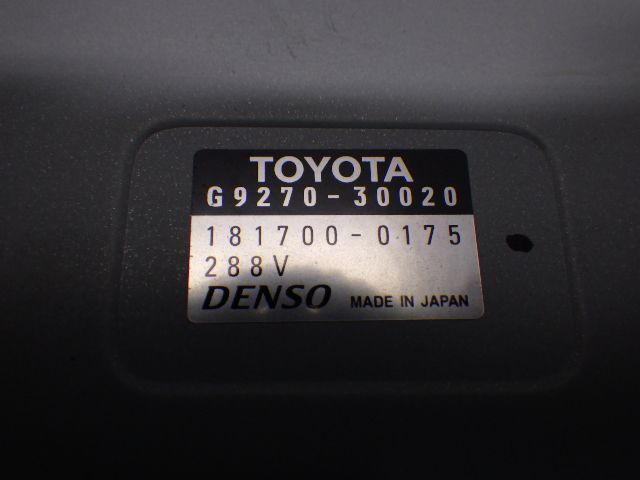 TOYOTA
G9270-30020
181700-0175
288V
DENSO MADE IN JAPAN